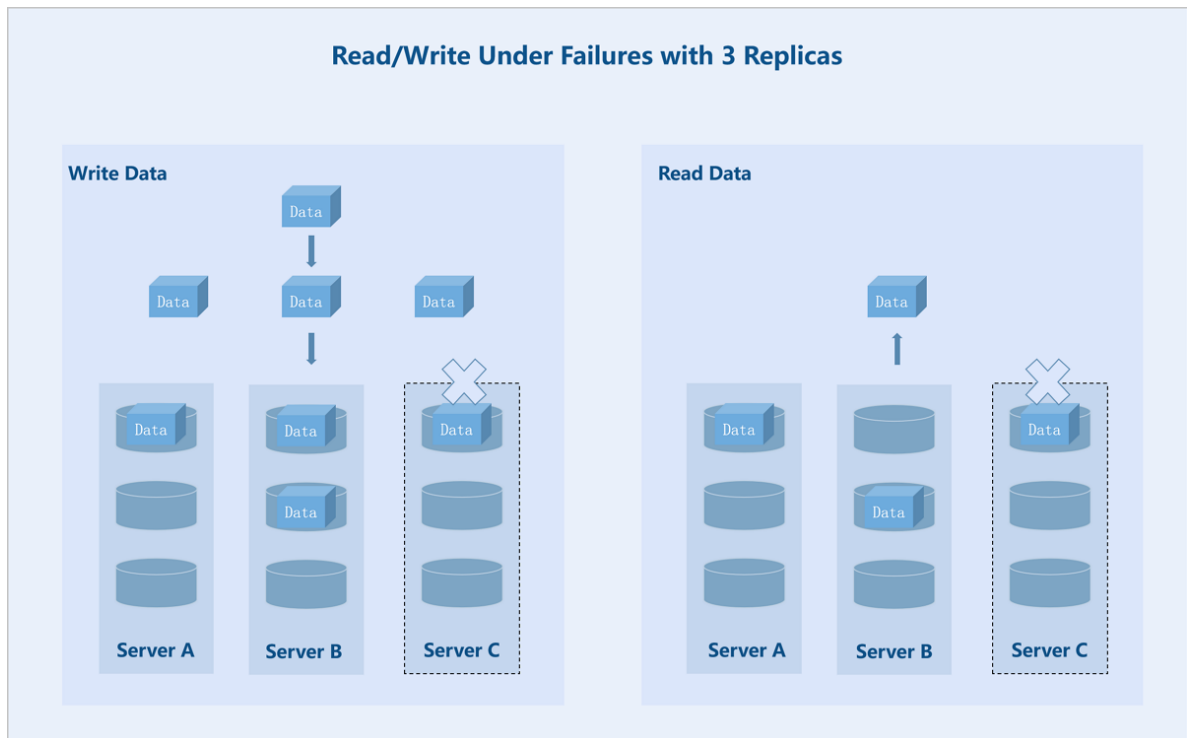 Read/Write Under Failures with 3 Replicas
Write Data
Data
Data
Data
Data
Data
Data
Data
Data
Server A
Server B
Server C
Read Data
Data
Data
Data
Data
Server A
Server B
Server C